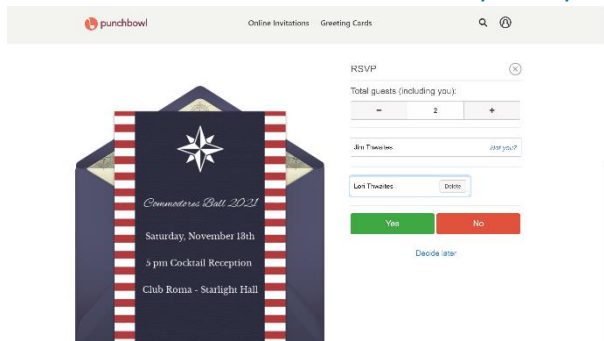 punchbowl
Online Invitations Greeting Cards
RSVP
Total guests (including you):
- 2 +
Jim Thwaites Not you?
Lori Thwaites Delete
Yes No
Decide later
Commodores Ball 2021
Saturday, November 13th
5 pm Cocktail Reception
Club Roma - Starlight Hall